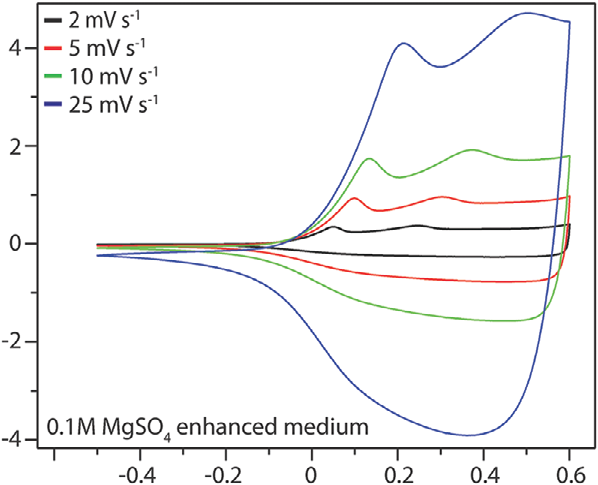 2 mV s⁻¹
5 mV s⁻¹
10 mV s⁻¹
25 mV s⁻¹
4
2
0
-2
-4
0.1M MgSO₄ enhanced medium
-0.4 -0.2 0 0.2 0.4 0.6